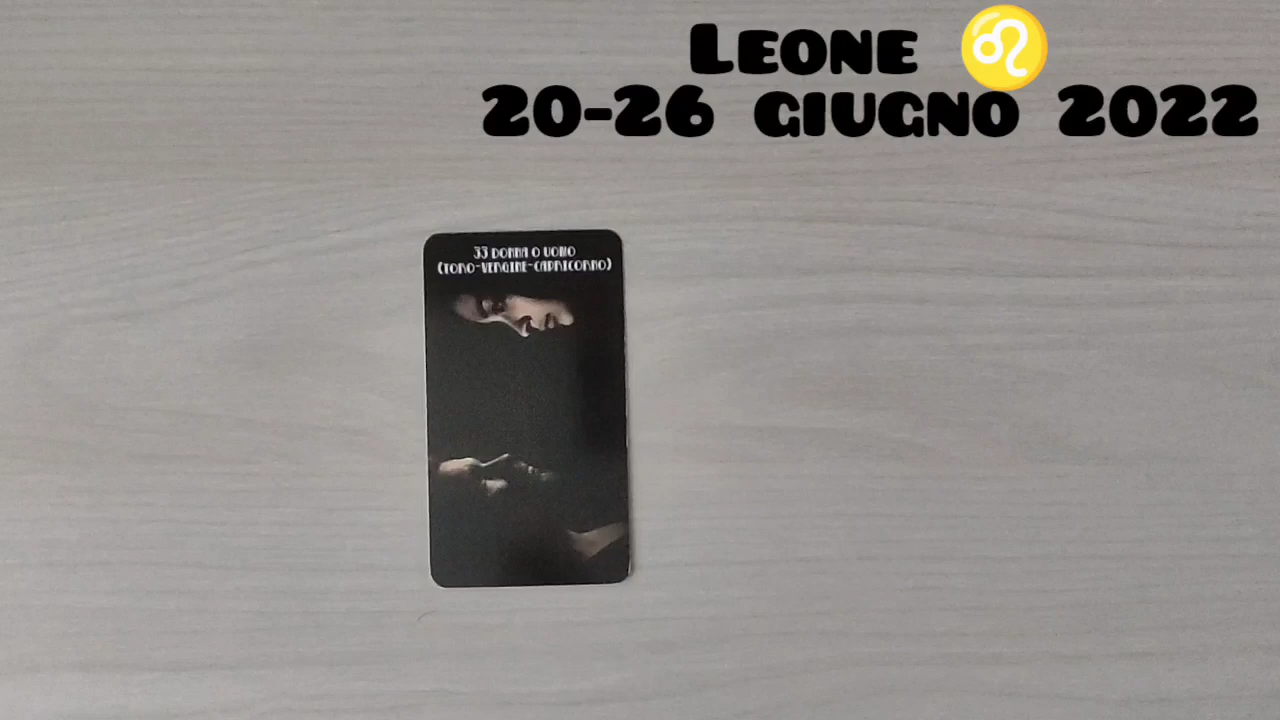 Leone ♌
20-26 giugno 2022
33 DONNA O UOMO
(TORO-VERGINE-CAPRICORNO)